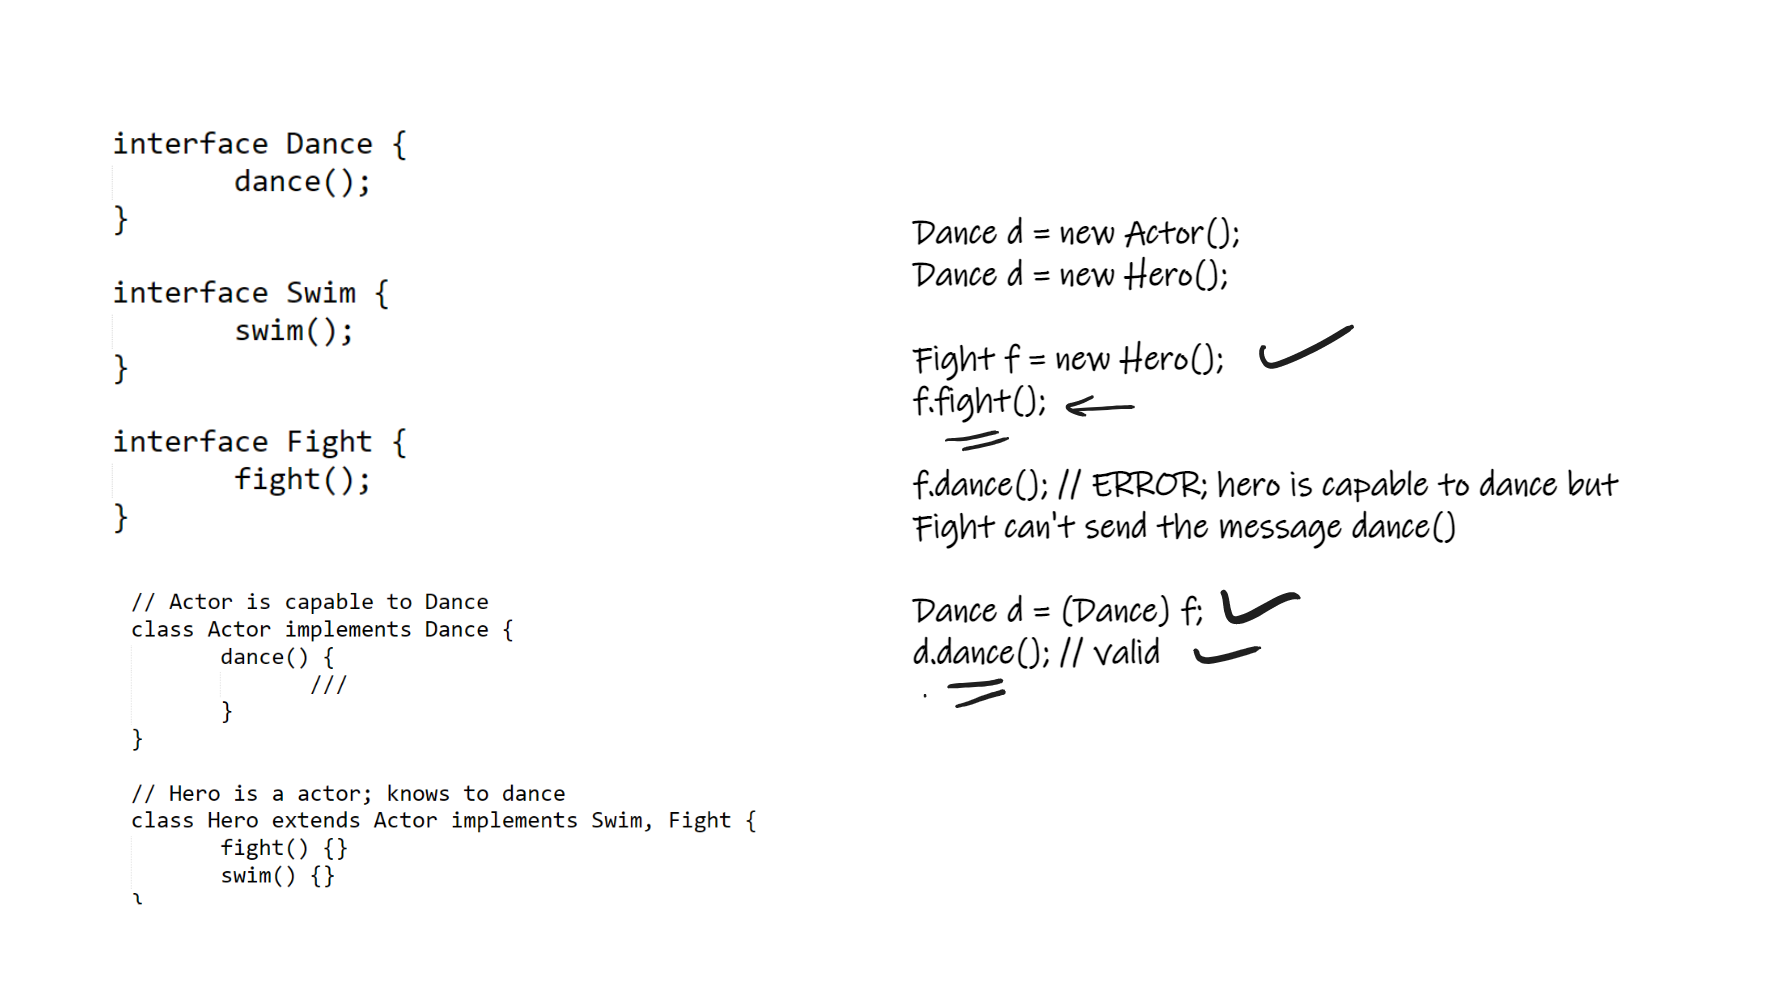 interface Dance {
dance();
}
interface Swim {
swim();
}
interface Fight {
fight();
}
// Actor is capable to Dance
class Actor implements Dance {
dance() {
///
}
}
// Hero is a actor; knows to dance
class Hero extends Actor implements Swim, Fight {
fight() {}
swim() {}
}
Dance d = new Actor();
Dance d = new Hero();
Fight f = new Hero();
f.fight();
f.dance(); // ERROR; hero is capable to dance but
Fight can't send the message dance()
Dance d = (Dance) f;
d.dance(); // valid